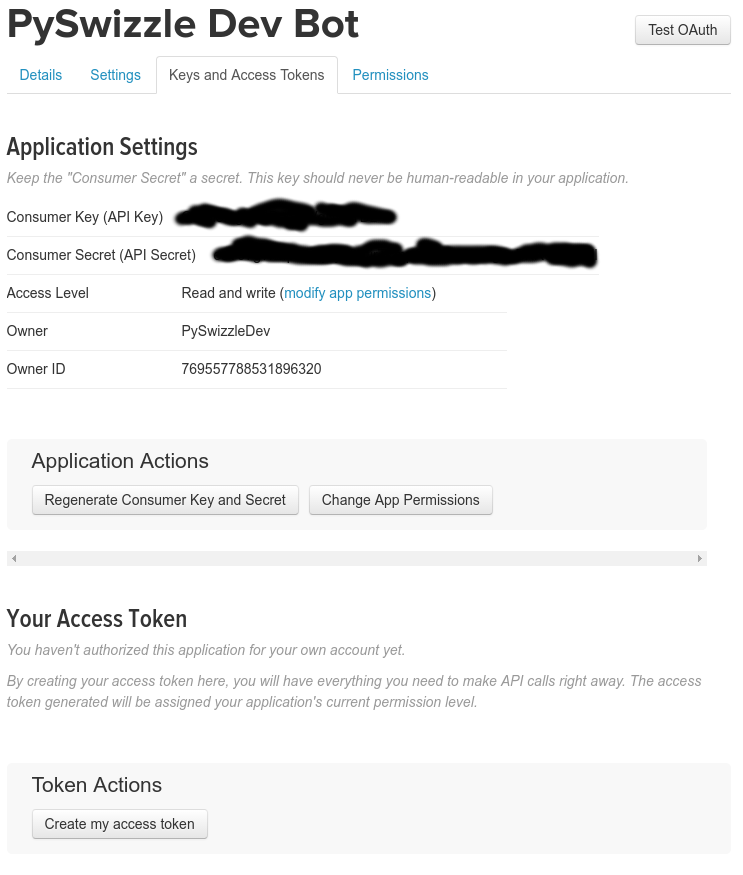 PySwizzle Dev Bot
Test OAuth
Details Settings Keys and Access Tokens Permissions
Application Settings
Keep the "Consumer Secret" a secret. This key should never be human-readable in your application.
Consumer Key (API Key)
Consumer Secret (API Secret)
Access Level Read and write (modify app permissions)
Owner PySwizzleDev
Owner ID 769557788531896320
Application Actions
Regenerate Consumer Key and Secret Change App Permissions
Your Access Token
You haven't authorized this application for your own account yet.
By creating your access token here, you will have everything you need to make API calls right away. The access
token generated will be assigned your application's current permission level.
Token Actions
Create my access token